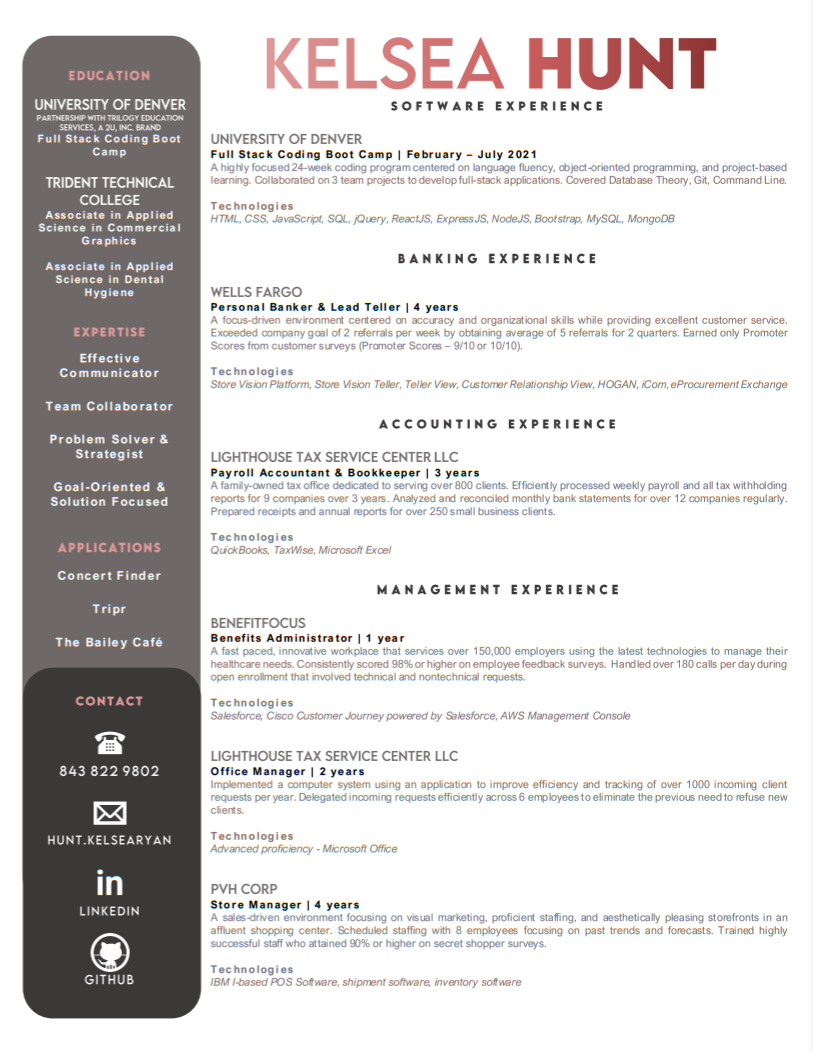 KELSEA HUNT
SOFTWARE EXPERIENCE
UNIVERSITY OF DENVER
Full Stack Coding Boot Camp | February – July 2021
A highly focused 24-week coding program centered on language fluency, object-oriented programming, and project-based
learning. Collaborated on 3 team projects to develop full-stack applications. Covered Database Theory, Git, Command Line.
Technologies
HTML, CSS, JavaScript, SQL, jQuery, ReactJS, ExpressJS, NodeJS, Bootstrap, MySQL, MongoDB
BANKING EXPERIENCE
WELLS FARGO
Personal Banker & Lead Teller | 4 years
A focus-driven environment centered on accuracy and organizational skills while providing excellent customer service.
Exceeded company goal of 2 referrals per week by obtaining average of 5 referrals for 2 quarters. Earned only Promoter
Scores from customer surveys (Promoter Scores – 9/10 or 10/10).
Technologies
Store Vision Platform, Store Vision Teller, Teller View, Customer Relationship View, HOGAN, iCom, eProcurement Exchange
ACCOUNTING EXPERIENCE
LIGHTHOUSE TAX SERVICE CENTER LLC
Payroll Accountant & Bookkeeper | 3 years
A family-owned tax office dedicated to serving over 800 clients. Efficiently processed weekly payroll and all tax withholding
reports for 9 companies over 3 years. Analyzed and reconciled monthly bank statements for over 12 companies regularly.
Prepared receipts and annual reports for over 250 small business clients.
Technologies
QuickBooks, TaxWise, Microsoft Excel
MANAGEMENT EXPERIENCE
BENEFITFOCUS
Benefits Administrator | 1 year
A fast paced, innovative workplace that services over 150,000 employers using the latest technologies to manage their
healthcare needs. Consistently scored 98% or higher on employee feedback surveys. Handled over 180 calls per day during
open enrollment that involved technical and nontechnical requests.
Technologies
Salesforce, Cisco Customer Journey powered by Salesforce, AWS Management Console
LIGHTHOUSE TAX SERVICE CENTER LLC
Office Manager | 2 years
Implemented a computer system using an application to improve efficiency and tracking of over 1000 incoming client
requests per year. Delegated incoming requests efficiently across 6 employees to eliminate the previous need to refuse new
clients.
Technologies
Advanced proficiency - Microsoft Office
PVH CORP
Store Manager | 4 years
A sales-driven environment focusing on visual marketing, proficient staffing, and aesthetically pleasing storefronts in an
affluent shopping center. Scheduled staffing with 8 employees focusing on past trends and forecasts. Trained highly
successful staff who attained 90% or higher on secret shopper surveys.
Technologies
IBM I-based POS Software, shipment software, inventory software
EDUCATION
UNIVERSITY OF DENVER
PARTNERSHIP WITH TRILOGY EDUCATION
SERVICES, A 2U, INC. BRAND
Full Stack Coding Boot
Camp
TRIDENT TECHNICAL
COLLEGE
Associate in Applied
Science in Commercial
Graphics
Associate in Applied
Science in Dental
Hygiene
EXPERTISE
Effective
Communicator
Team Collaborator
Problem Solver &
Strategist
Goal-Oriented &
Solution Focused
APPLICATIONS
Concert Finder
Tripr
The Bailey Café
CONTACT
843 822 9802
HUNT.KELSEARYAN
in
LINKEDIN
GITHUB